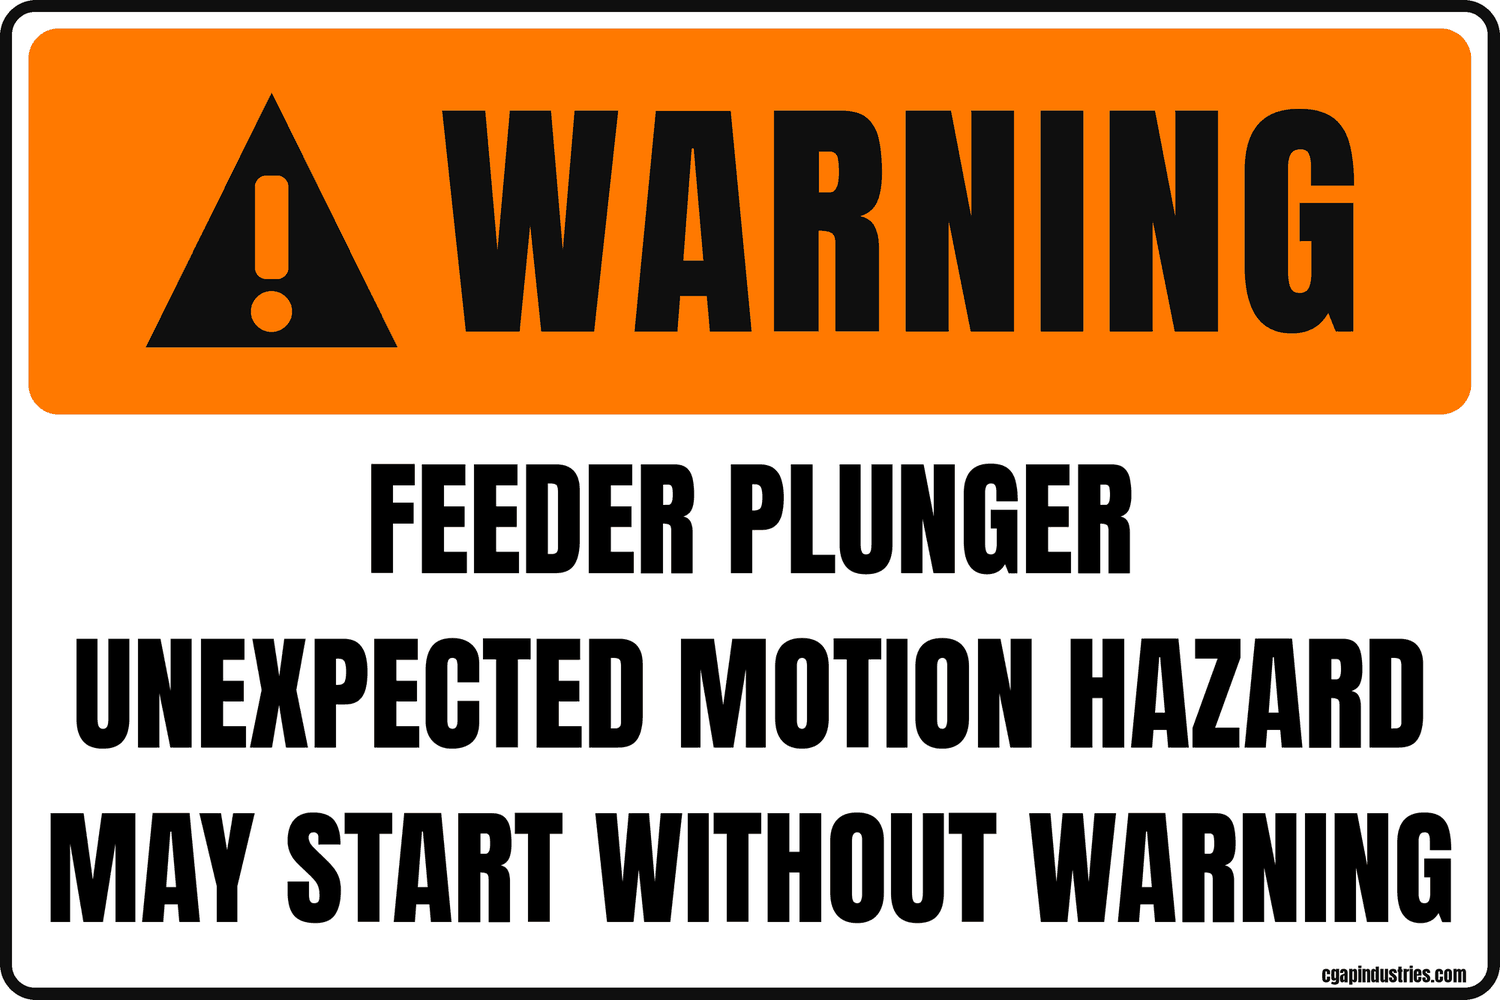 WARNING
FEEDER PLUNGER
UNEXPECTED MOTION HAZARD
MAY START WITHOUT WARNING
cgapindustries.com